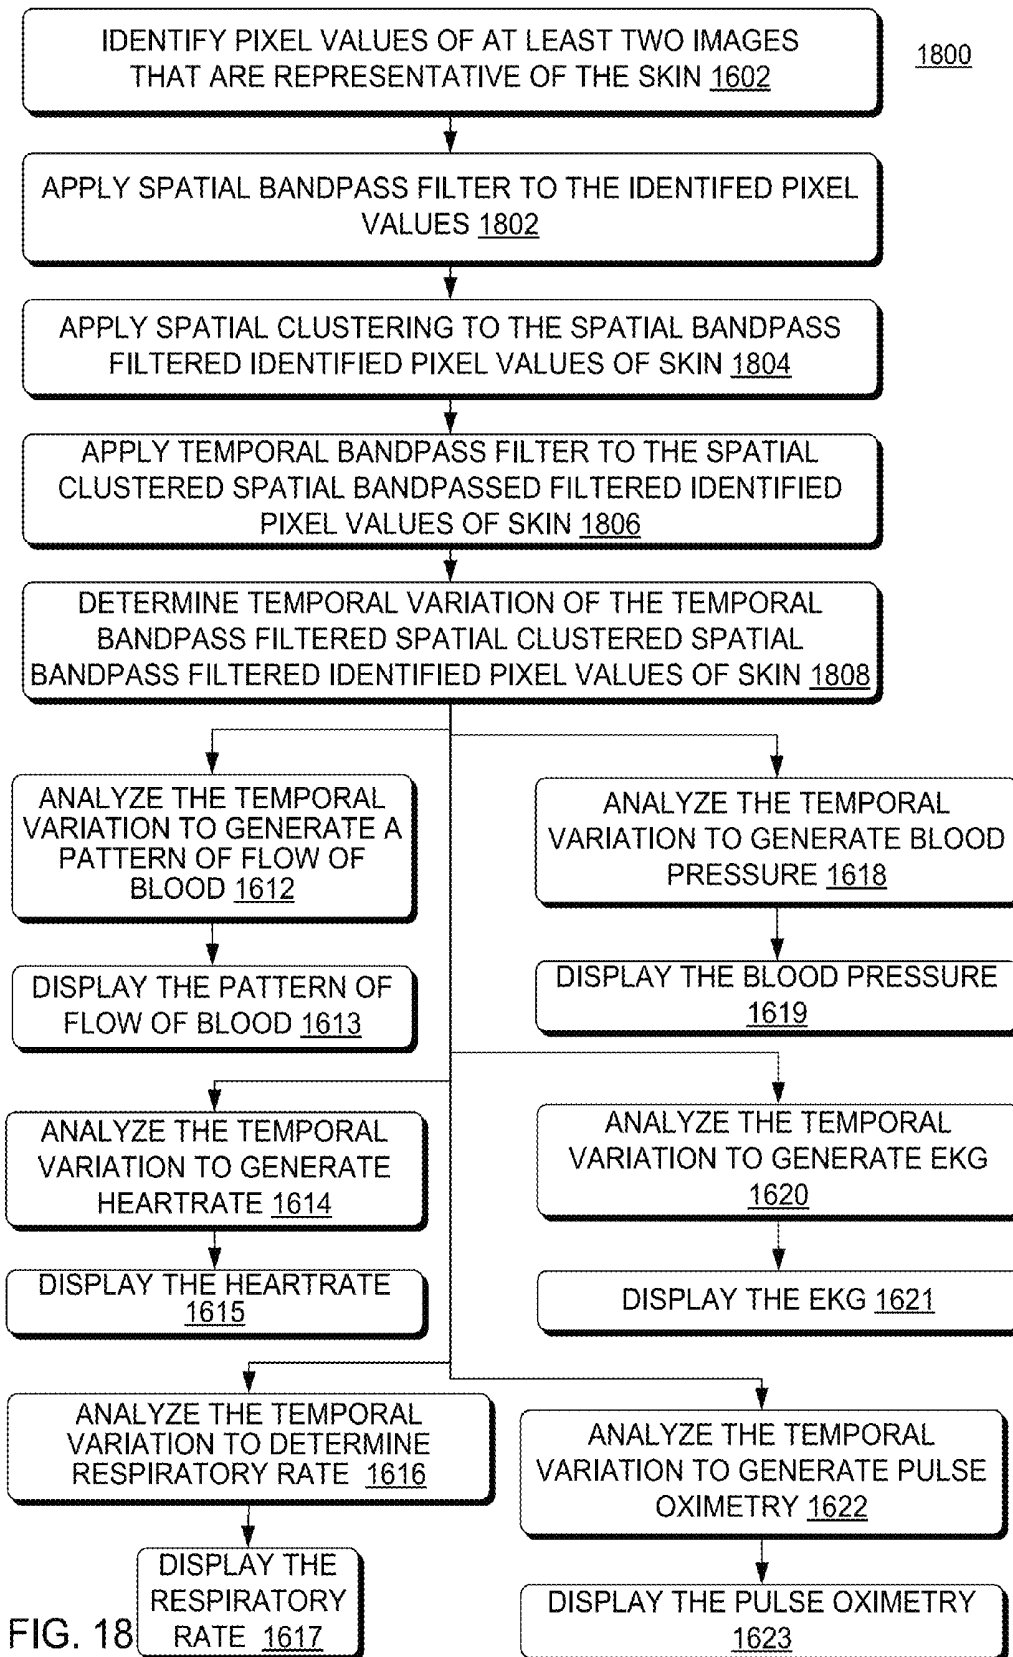 IDENTIFY PIXEL VALUES OF AT LEAST TWO IMAGES
THAT ARE REPRESENTATIVE OF THE SKIN 1602
1800
APPLY SPATIAL BANDPASS FILTER TO THE IDENTIFED PIXEL
VALUES 1802
APPLY SPATIAL CLUSTERING TO THE SPATIAL BANDPASS
FILTERED IDENTIFIED PIXEL VALUES OF SKIN 1804
APPLY TEMPORAL BANDPASS FILTER TO THE SPATIAL
CLUSTERED SPATIAL BANDPASSED FILTERED IDENTIFIED
PIXEL VALUES OF SKIN 1806
DETERMINE TEMPORAL VARIATION OF THE TEMPORAL
BANDPASS FILTERED SPATIAL CLUSTERED SPATIAL
BANDPASS FILTERED IDENTIFIED PIXEL VALUES OF SKIN 1808
ANALYZE THE TEMPORAL
VARIATION TO GENERATE A
PATTERN OF FLOW OF
BLOOD 1612
DISPLAY THE PATTERN OF
FLOW OF BLOOD 1613
ANALYZE THE TEMPORAL
VARIATION TO GENERATE BLOOD
PRESSURE 1618
DISPLAY THE BLOOD PRESSURE
1619
ANALYZE THE TEMPORAL
VARIATION TO GENERATE
HEARTRATE 1614
DISPLAY THE HEARTRATE
1615
ANALYZE THE TEMPORAL
VARIATION TO GENERATE EKG
1620
DISPLAY THE EKG 1621
ANALYZE THE TEMPORAL
VARIATION TO DETERMINE
RESPIRATORY RATE 1616
DISPLAY THE
RESPIRATORY
RATE 1617
ANALYZE THE TEMPORAL
VARIATION TO GENERATE PULSE
OXIMETRY 1622
DISPLAY THE PULSE OXIMETRY
1623
FIG. 18